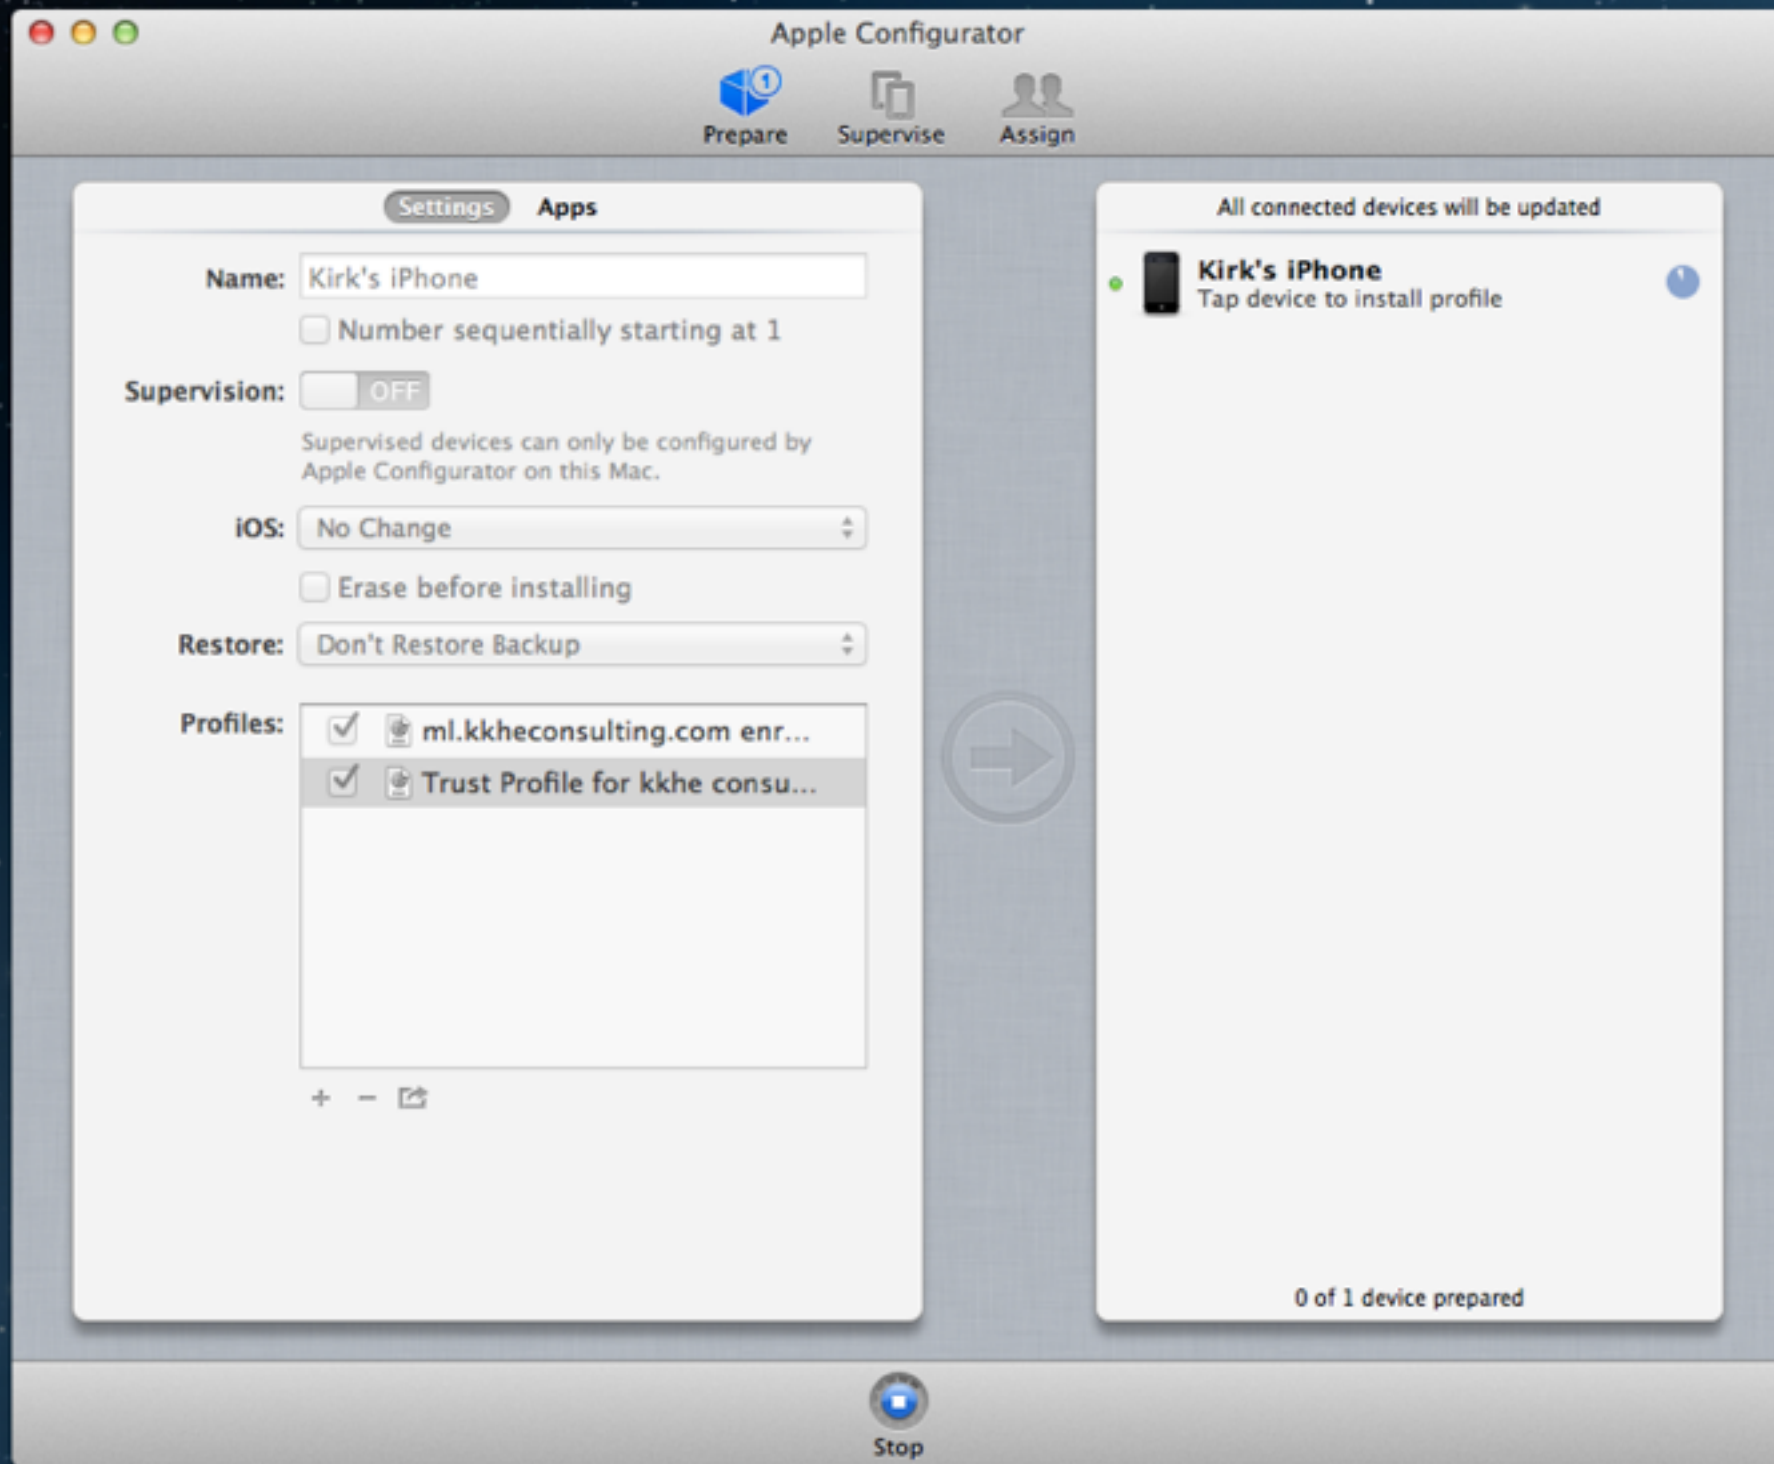 Apple Configurator
1
Prepare
Supervise
Assign
Settings
Apps
Name:
Kirk's iPhone
Number sequentially starting at 1
Supervision:
OFF
Supervised devices can only be configured by
Apple Configurator on this Mac.
iOS:
No Change
Erase before installing
Restore:
Don't Restore Backup
Profiles:
ml.kkheconsulting.com enr...
Trust Profile for kkhe consu...
All connected devices will be updated
Kirk's iPhone
Tap device to install profile
0 of 1 device prepared
Stop